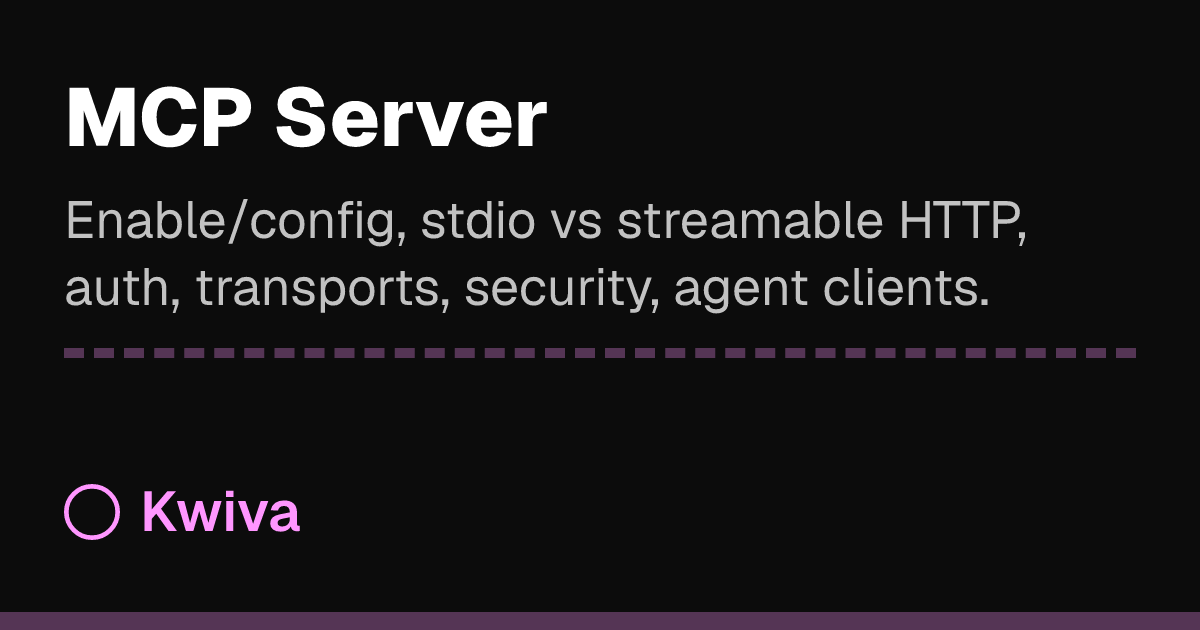 MCP Server
Enable/config, stdio vs streamable HTTP,
auth, transports, security, agent clients.
Kwiva